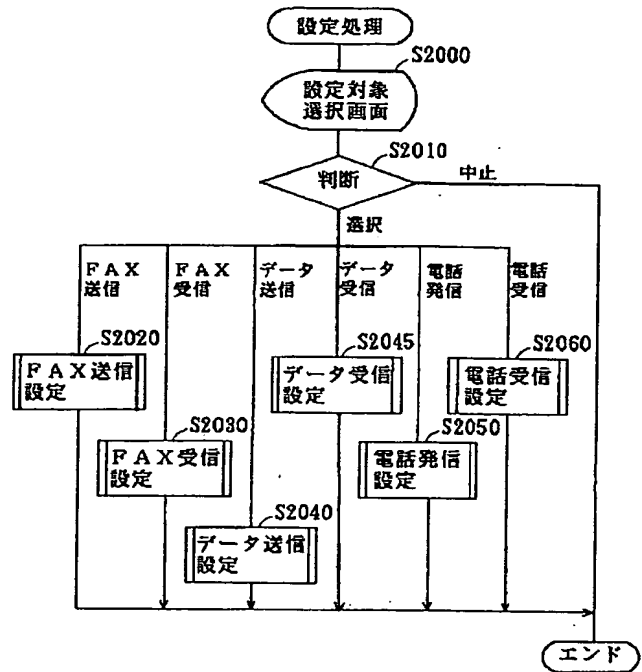 設定処理
S2000
設定対象
選択画面
S2010
判断
中止
選択
FAX
送信
FAX
受信
データ
送信
データ
受信
電話
発信
電話
受信
S2020
FAX送信
設定
S2045
データ受信
設定
S2060
電話受信
設定
S2030
FAX受信
設定
S2050
電話発信
設定
S2040
データ送信
設定
エンド